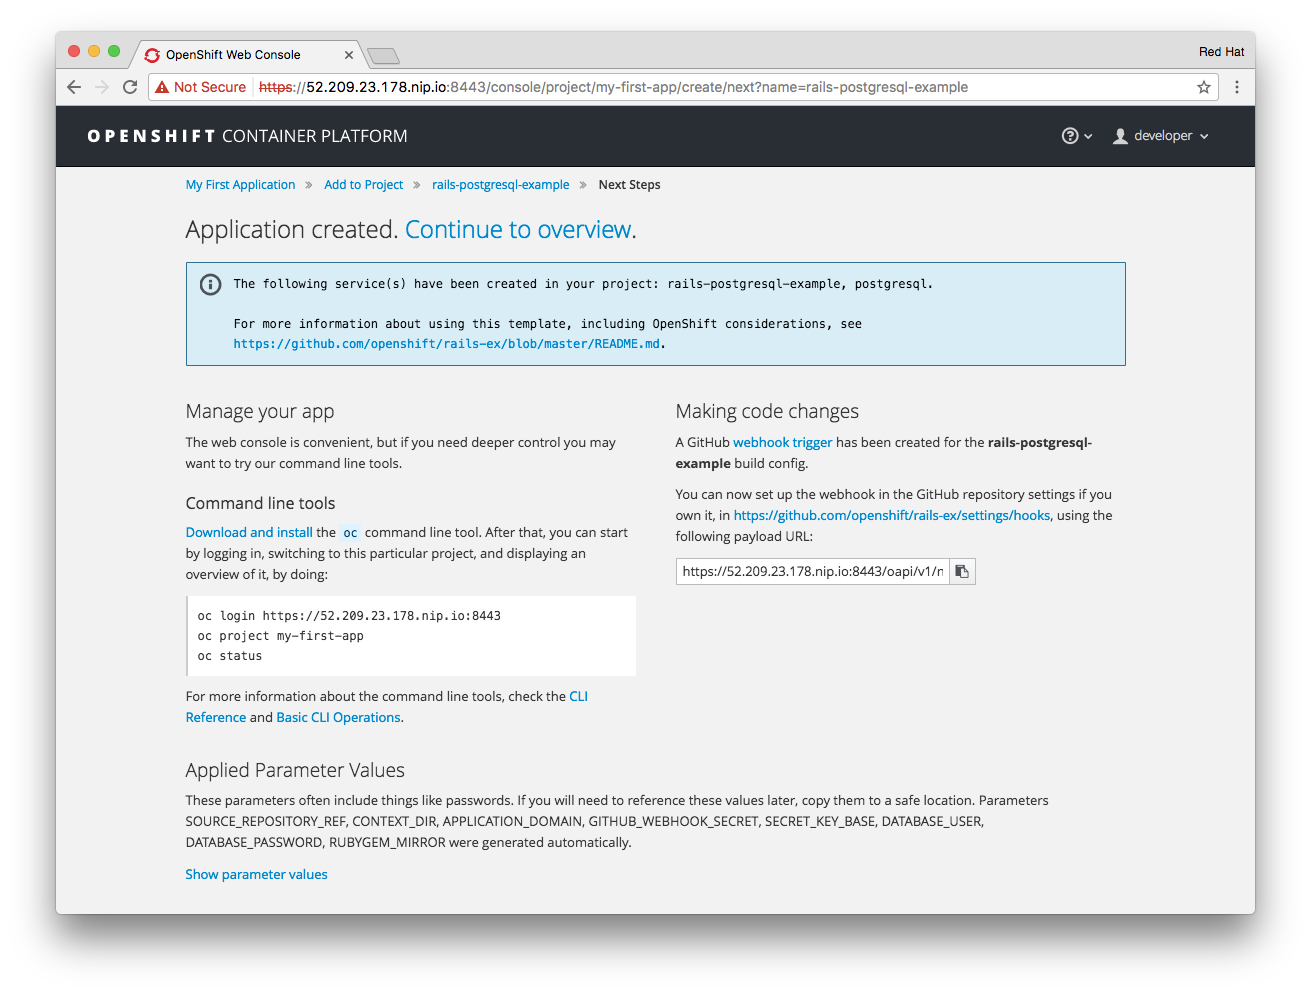 OpenShift Web Console
Red Hat
Not Secure https://52.209.23.178.nip.io:8443/console/project/my-first-app/create/next?name=rails-postgresql-example
OPENSHIFT CONTAINER PLATFORM
developer
My First Application » Add to Project » rails-postgresql-example » Next Steps
Application created. Continue to overview.
The following service(s) have been created in your project: rails-postgresql-example, postgresql.
For more information about using this template, including OpenShift considerations, see
https://github.com/openshift/rails-ex/blob/master/README.md.
Manage your app
The web console is convenient, but if you need deeper control you may
want to try our command line tools.
Command line tools
Download and install the oc command line tool. After that, you can start
by logging in, switching to this particular project, and displaying an
overview of it, by doing:
oc login https://52.209.23.178.nip.io:8443
oc project my-first-app
oc status
For more information about the command line tools, check the CLI
Reference and Basic CLI Operations.
Making code changes
A GitHub webhook trigger has been created for the rails-postgresql-
example build config.
You can now set up the webhook in the GitHub repository settings if you
own it, in https://github.com/openshift/rails-ex/settings/hooks, using the
following payload URL:
https://52.209.23.178.nip.io:8443/oapi/v1/n
Applied Parameter Values
These parameters often include things like passwords. If you will need to reference these values later, copy them to a safe location. Parameters
SOURCE_REPOSITORY_REF, CONTEXT_DIR, APPLICATION_DOMAIN, GITHUB_WEBHOOK_SECRET, SECRET_KEY_BASE, DATABASE_USER,
DATABASE_PASSWORD, RUBYGEM_MIRROR were generated automatically.
Show parameter values